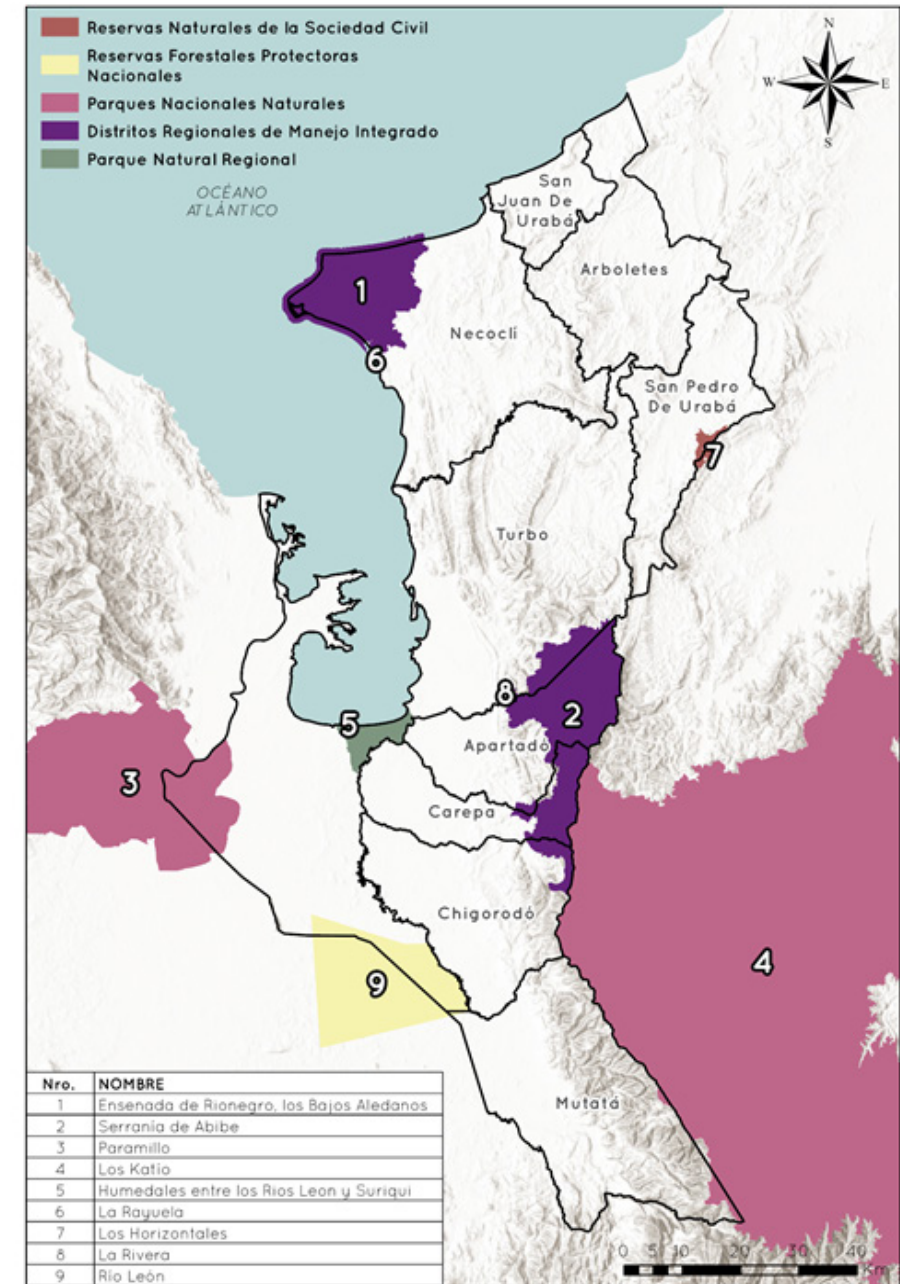 Reservas Naturales de la Sociedad Civil
Reservas Forestales Protectoras
Nacionales
Parques Nacionales Naturales
Distritos Regionales de Manejo Integrado
Parque Natural Regional
N
W
E
S
OCÉANO
ATLÁNTICO
San
Juan De
Urabá
Arboletes
1
Necoclí
6
San Pedro
De Urabá
7
Turbo
8
2
5
Apartadó
3
Carepa
Chigorodó
4
9
Mutatá
Nro. NOMBRE
1 Ensenada de Rionegro, los Bajos Aledanos
2 Serranía de Abibe
3 Paramillo
4 Los Katío
5 Humedales entre los Rios Leon y Suriqui
6 La Rayuela
7 Los Horizontales
8 La Rivera
9 Río León
0 5 10 20 30 40
Km